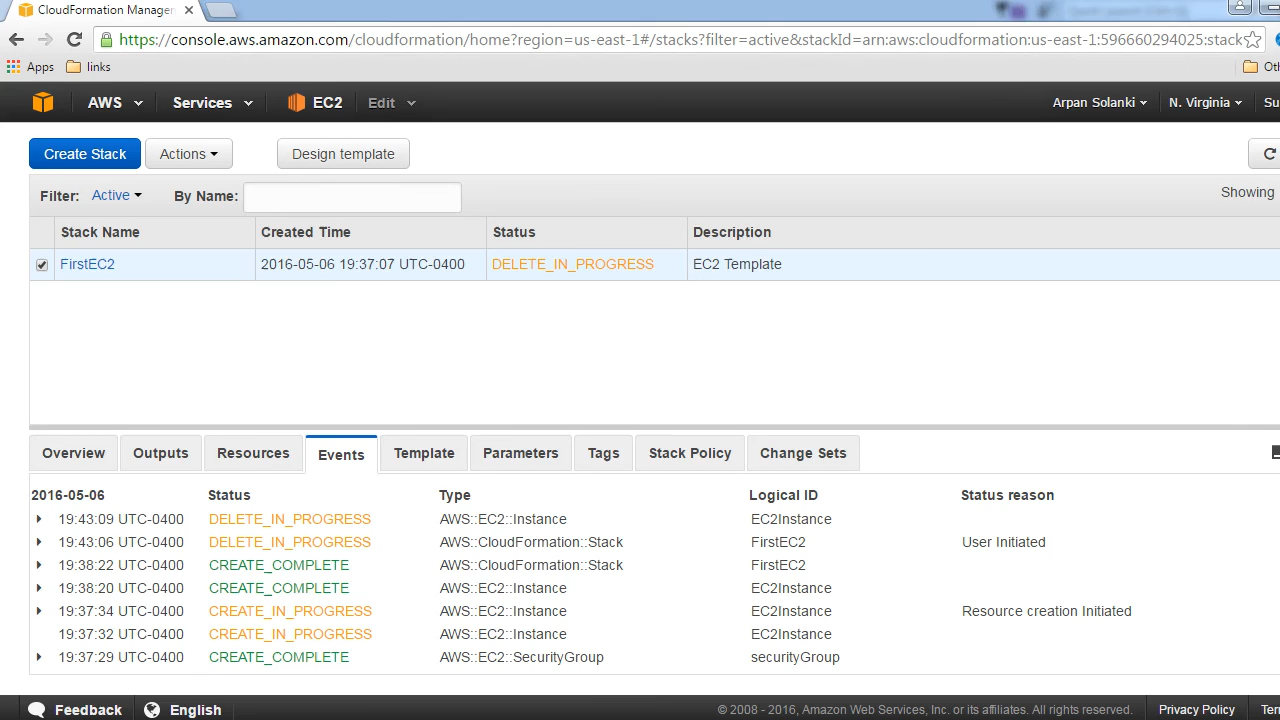 CloudFormation Managem
https://console.aws.amazon.com/cloudformation/home?region=us-east-1#/stacks?filter=active&stackId=arn:aws:cloudformation:us-east-1:596660294025:stack
Apps links Oth
AWS Services EC2 Edit Arpan Solanki N. Virginia Su
Create Stack Actions Design template
Filter: Active By Name: Showing
Stack Name Created Time Status Description
FirstEC2 2016-05-06 19:37:07 UTC-0400 DELETE_IN_PROGRESS EC2 Template
Overview Outputs Resources Events Template Parameters Tags Stack Policy Change Sets
2016-05-06 Status Type Logical ID Status reason
19:43:09 UTC-0400 DELETE_IN_PROGRESS AWS::EC2::Instance EC2Instance
19:43:06 UTC-0400 DELETE_IN_PROGRESS AWS::CloudFormation::Stack FirstEC2 User Initiated
19:38:22 UTC-0400 CREATE_COMPLETE AWS::CloudFormation::Stack FirstEC2
19:38:20 UTC-0400 CREATE_COMPLETE AWS::EC2::Instance EC2Instance
19:37:34 UTC-0400 CREATE_IN_PROGRESS AWS::EC2::Instance EC2Instance Resource creation Initiated
19:37:32 UTC-0400 CREATE_IN_PROGRESS AWS::EC2::Instance EC2Instance
19:37:29 UTC-0400 CREATE_COMPLETE AWS::EC2::SecurityGroup securityGroup
Feedback English © 2008 - 2016, Amazon Web Services, Inc. or its affiliates. All rights reserved. Privacy Policy Ter